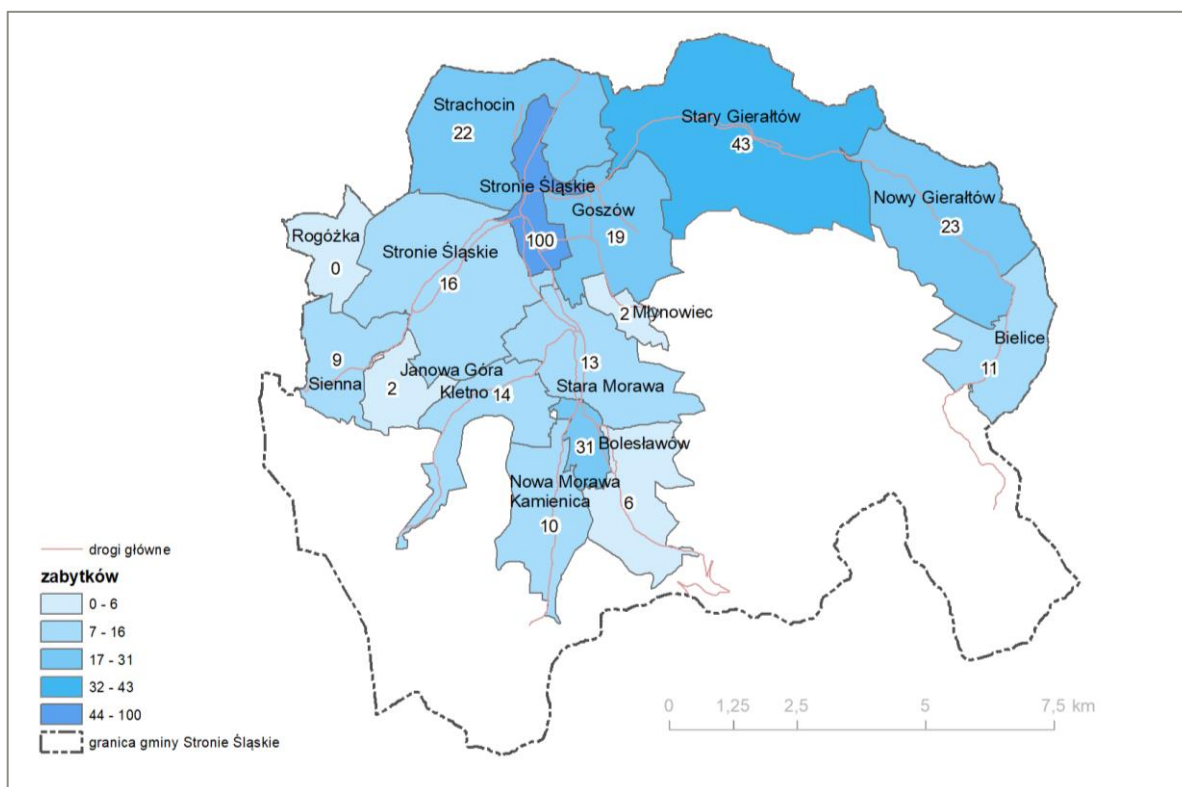 Strachocin
22
Stary Gierałtów
43
Stronie Śląskie
100
Goszów
19
Nowy Gierałtów
23
Rogóżka
0
Stronie Śląskie
16
2
Młynowiec
Bielice
11
9
Sienna
2
Janowa Góra
Kletno
14
13
Stara Morawa
31
Bolesławów
Nowa Morawa
Kamienica
6
10
drogi główne
zabytków
0 - 6
7 - 16
17 - 31
32 - 43
44 - 100
granica gminy Stronie Śląskie
0 1,25 2,5 5 7,5 km